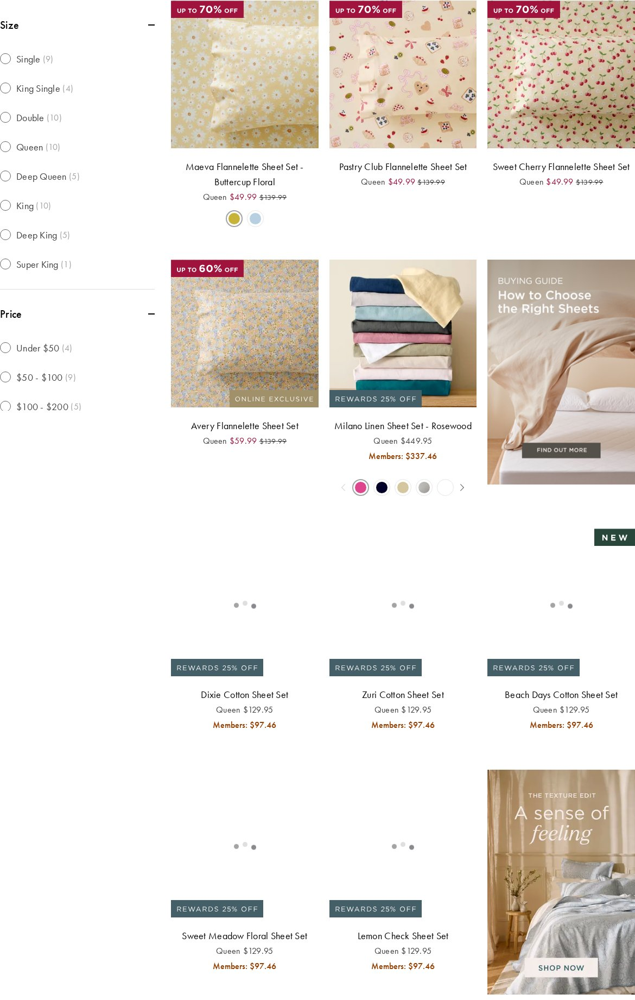 Size
Single (9)
King Single (4)
Double (10)
Queen (10)
Deep Queen (5)
King (10)
Deep King (5)
Super King (1)
Price
Under $50 (4)
$50 - $100 (9)
$100 - $200 (5)
UP TO 70% OFF
Maeva Flannelette Sheet Set -
Buttercup Floral
Queen $49.99 $139.99
UP TO 70% OFF
Pastry Club Flannelette Sheet Set
Queen $49.99 $139.99
UP TO 70% OFF
Sweet Cherry Flannelette Sheet Set
Queen $49.99 $139.99
UP TO 60% OFF
ONLINE EXCLUSIVE
Avery Flannelette Sheet Set
Queen $59.99 $139.99
REWARDS 25% OFF
Milano Linen Sheet Set - Rosewood
Queen $449.95
Members: $337.46
BUYING GUIDE
How to Choose
the Right Sheets
FIND OUT MORE
REWARDS 25% OFF
Dixie Cotton Sheet Set
Queen $129.95
Members: $97.46
REWARDS 25% OFF
Zuri Cotton Sheet Set
Queen $129.95
Members: $97.46
NEW
REWARDS 25% OFF
Beach Days Cotton Sheet Set
Queen $129.95
Members: $97.46
REWARDS 25% OFF
Sweet Meadow Floral Sheet Set
Queen $129.95
Members: $97.46
REWARDS 25% OFF
Lemon Check Sheet Set
Queen $129.95
Members: $97.46
THE TEXTURE EDIT
A sense of
feeling
SHOP NOW